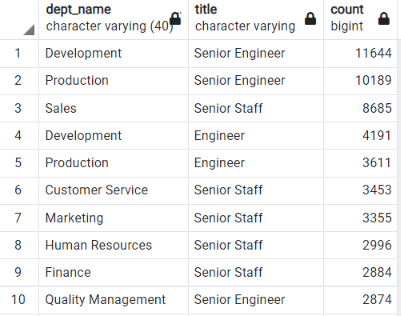 dept_name title count
character varying (40) character varying bigint
1 Development Senior Engineer 11644
2 Production Senior Engineer 10189
3 Sales Senior Staff 8685
4 Development Engineer 4191
5 Production Engineer 3611
6 Customer Service Senior Staff 3453
7 Marketing Senior Staff 3355
8 Human Resources Senior Staff 2996
9 Finance Senior Staff 2884
10 Quality Management Senior Engineer 2874